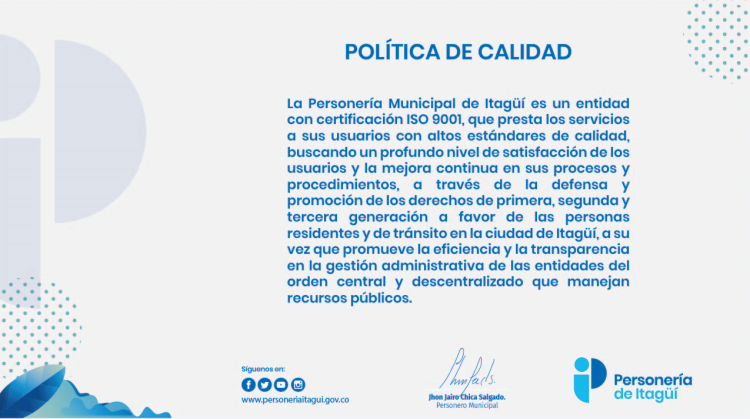 POLÍTICA DE CALIDAD
La Personería Municipal de Itagüí es un entidad
con certificación ISO 9001, que presta los servicios
a sus usuarios con altos estándares de calidad,
buscando un profundo nivel de satisfacción de los
usuarios y la mejora continua en sus procesos y
procedimientos, a través de la defensa y
promoción de los derechos de primera, segunda y
tercera generación a favor de las personas
residentes y de tránsito en la ciudad de Itagüí, a su
vez que promueve la eficiencia y la transparencia
en la gestión administrativa de las entidades del
orden central y descentralizado que manejan
recursos públicos.
Síguenos en:
www.personeriaitagui.gov.co
Jhon Jairo Chica Salgado.
Personero Municipal
Personería
de Itagüí